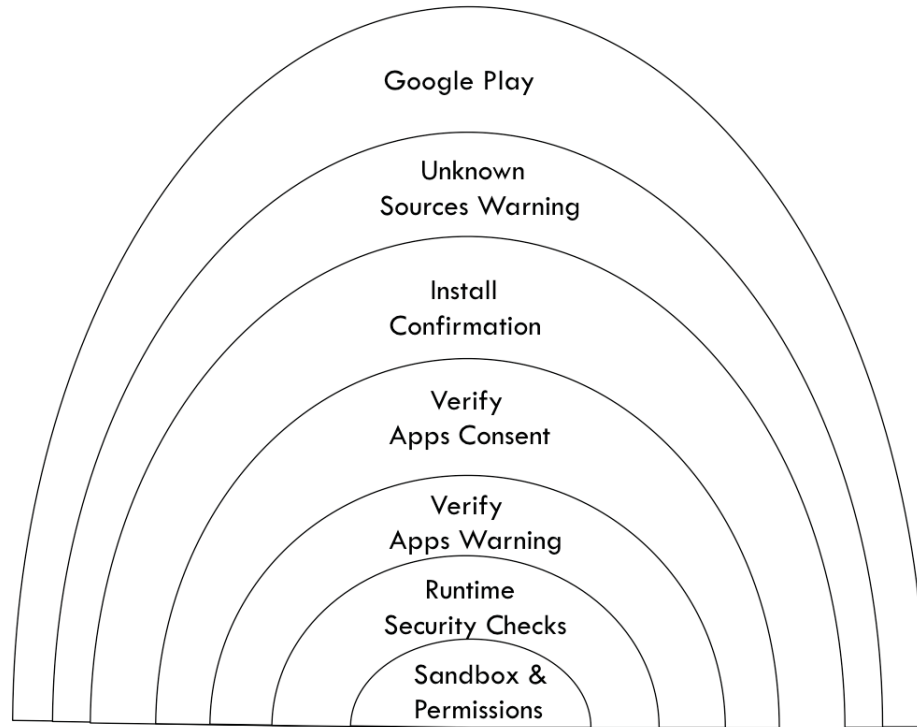 Google Play
Unknown
Sources Warning
Install
Confirmation
Verify
Apps Consent
Verify
Apps Warning
Runtime
Security Checks
Sandbox &
Permissions